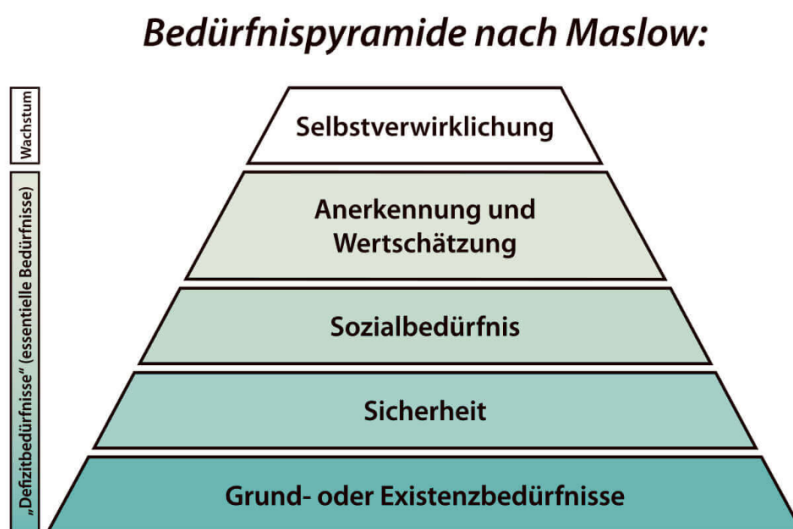 Bedürfnispyramide nach Maslow:
Wachstum
Selbstverwirklichung
„Defizitbedürfnisse“ (essentielle Bedürfnisse)
Anerkennung und
Wertschätzung
Sozialbedürfnis
Sicherheit
Grund- oder Existenzbedürfnisse